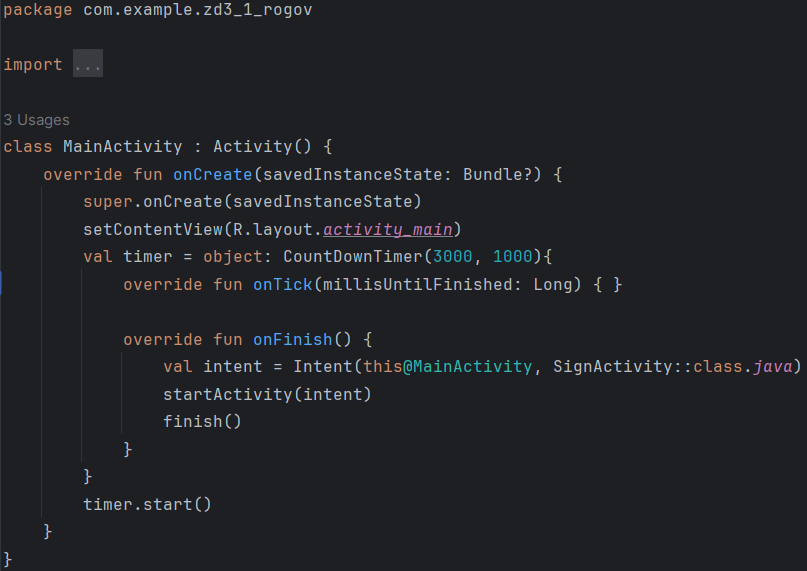 package com.example.zd3_1_rogov
import ...
3 Usages
class MainActivity : Activity() {
override fun onCreate(savedInstanceState: Bundle?) {
super.onCreate(savedInstanceState)
setContentView(R.layout.activity_main)
val timer = object: CountDownTimer(3000, 1000){
override fun onTick(millisUntilFinished: Long) { }
override fun onFinish() {
val intent = Intent(this@MainActivity, SignActivity::class.java)
startActivity(intent)
finish()
}
}
timer.start()
}
}